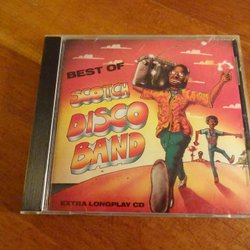 BEST OF
SCOTCH
DISCO
BAND
EXTRA LONGPLAY CD